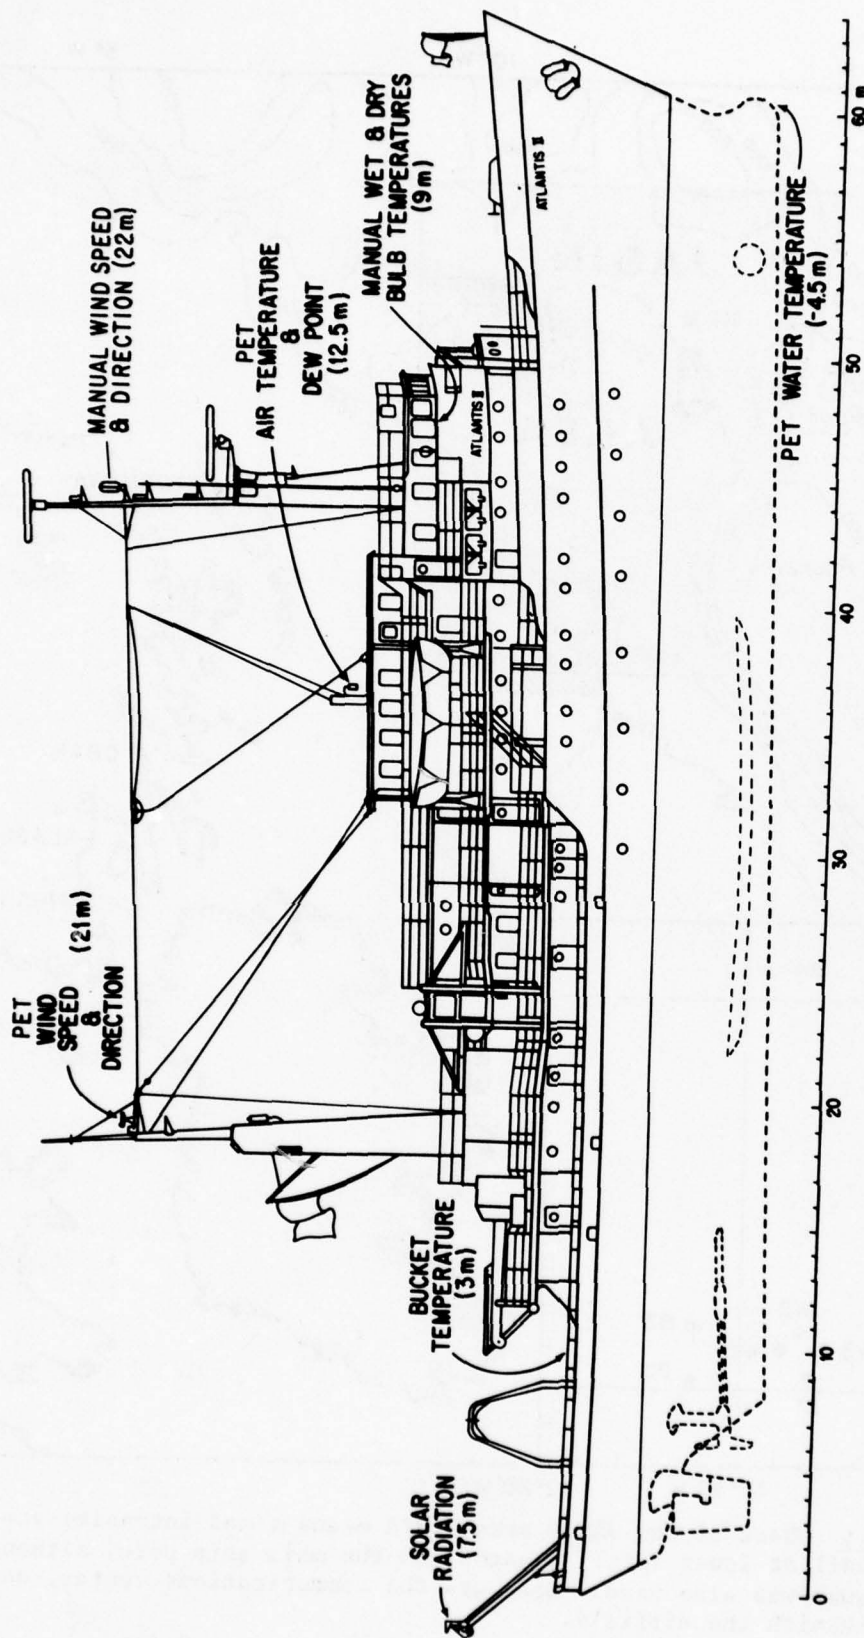 PET
WIND
SPEED (21m)
&
DIRECTION
MANUAL WIND SPEED
& DIRECTION (22m)
PET
AIR TEMPERATURE
&
DEW POINT
(12.5m)
MANUAL WET & DRY
BULB TEMPERATURES
(9m)
BUCKET
TEMPERATURE
(3m)
SOLAR
RADIATION
(7.5m)
ATLANTIS II
ATLANTIS II
PET WATER TEMPERATURE
(-4.5m)
0 10 20 30 40 50 60 m